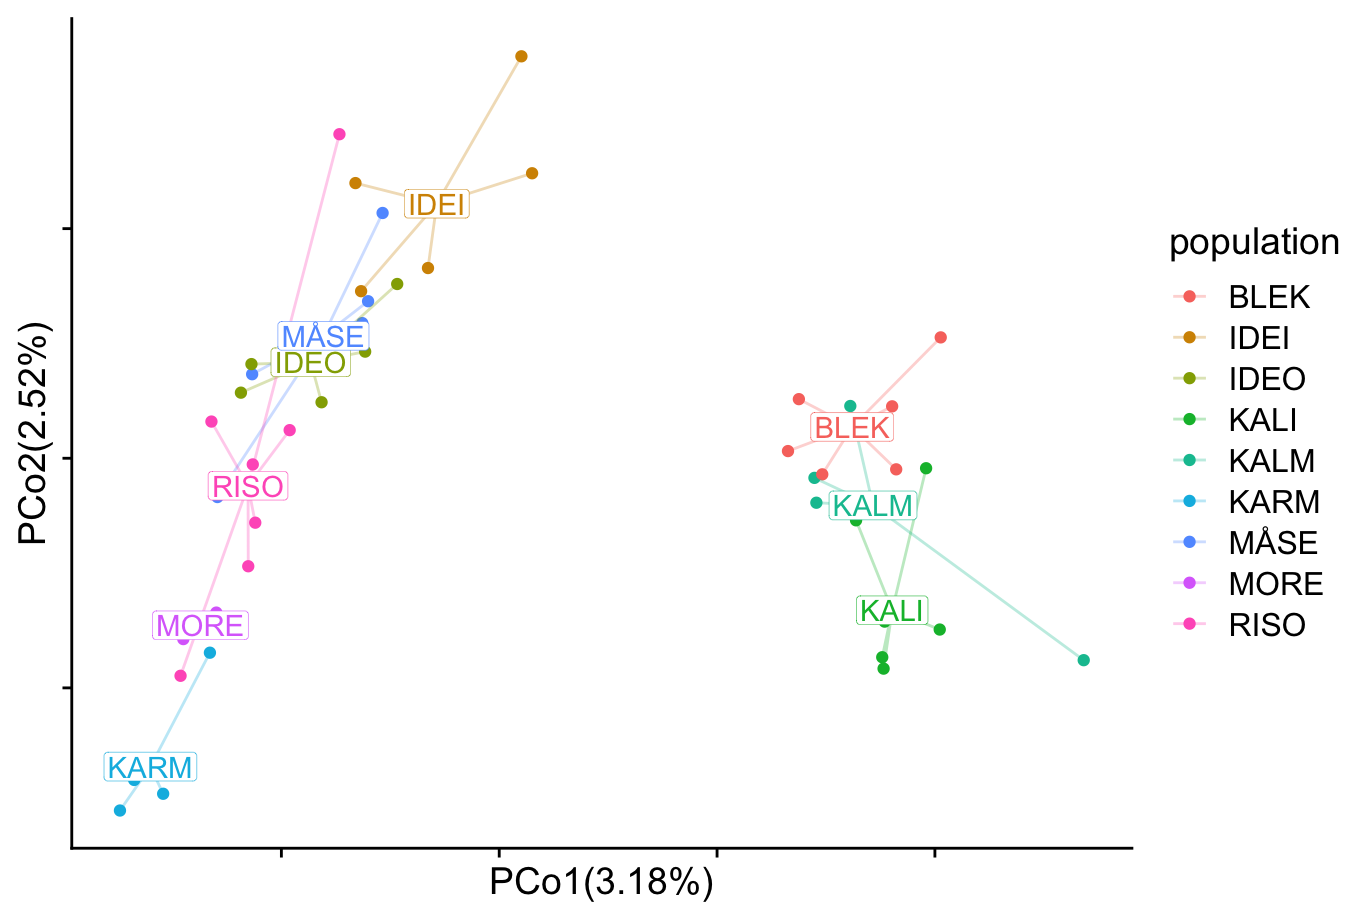 PCo2(2.52%)
IDEI
MÅSE
IDEO
BLEK
RISO
KALM
KALI
MORE
KARM
PCo1(3.18%)
population
BLEK
IDEI
IDEO
KALI
KALM
KARM
MÅSE
MORE
RISO